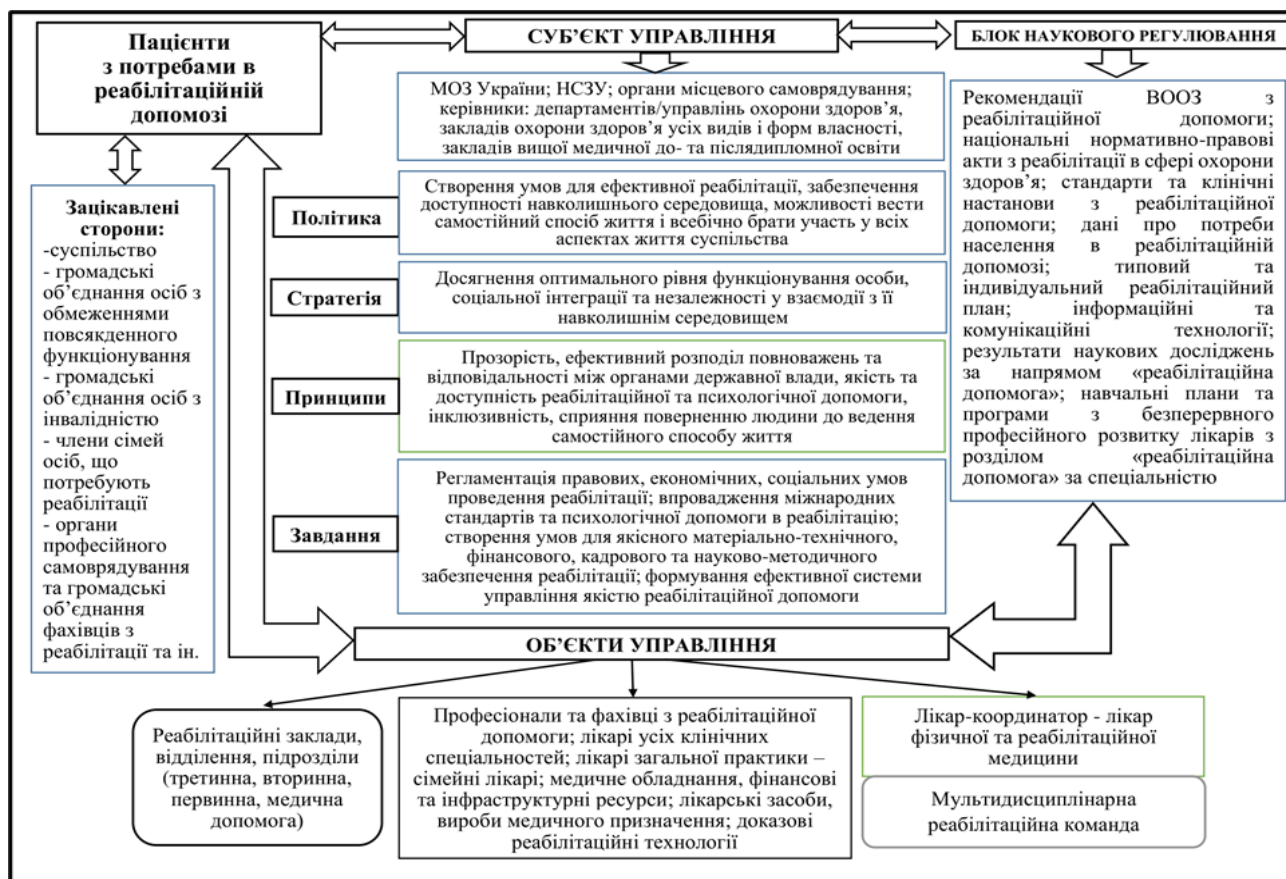 Пацієнти
з потребами в
реабілітаційній
допомозі
СУБ’ЄКТ УПРАВЛІННЯ
БЛОК НАУКОВОГО РЕГУЛЮВАННЯ
МОЗ України; НСЗУ; органи місцевого самоврядування;
керівники: департаментів/управлінь охорони здоров’я,
закладів охорони здоров’я усіх видів і форм власності,
закладів вищої медичної до- та післядипломної освіти
Зацікавлені
сторони:
-суспільство
- громадські
об’єднання осіб з
обмеженнями
повсякденного
функціонування
- громадські
об’єднання осіб з
інвалідністю
- члени сімей
осіб, що
потребують
реабілітації
- органи
професійного
самоврядування
та громадські
об’єднання
фахівців з
реабілітації та ін.
Політика
Створення умов для ефективної реабілітації, забезпечення
доступності навколишнього середовища, можливості вести
самостійний спосіб життя і всебічно брати участь у всіх
аспектах життя суспільства
Стратегія
Досягнення оптимального рівня функціонування особи,
соціальної інтеграції та незалежності у взаємодії з її
навколишнім середовищем
Принципи
Прозорість, ефективний розподіл повноважень та
відповідальності між органами державної влади, якість та
доступність реабілітаційної та психологічної допомоги,
інклюзивність, сприяння поверненню людини до ведення
самостійного способу життя
Завдання
Регламентація правових, економічних, соціальних умов
проведення реабілітації; впровадження міжнародних
стандартів та психологічної допомоги в реабілітацію;
створення умов для якісного матеріально-технічного,
фінансового, кадрового та науково-методичного
забезпечення реабілітації; формування ефективної системи
управління якістю реабілітаційної допомоги
Рекомендації ВООЗ з
реабілітаційної допомоги;
національні нормативно-правові
акти з реабілітації в сфері охорони
здоров’я; стандарти та клінічні
настанови з реабілітаційної
допомоги; дані про потреби
населення в реабілітаційній
допомозі; типовий та
індивідуальний реабілітаційний
план; інформаційні та
комунікаційні технології;
результати наукових досліджень
за напрямом «реабілітаційна
допомога»; навчальні плани та
програми з безперервного
професійного розвитку лікарів з
розділом «реабілітаційна
допомога» за спеціальністю
ОБ’ЄКТИ УПРАВЛІННЯ
Реабілітаційні заклади,
відділення, підрозділи
(третинна, вторинна,
первинна, медична
допомога)
Професіонали та фахівці з реабілітаційної
допомоги; лікарі усіх клінічних
спеціальностей; лікарі загальної практики –
сімейні лікарі; медичне обладнання, фінансові
та інфраструктурні ресурси; лікарські засоби,
вироби медичного призначення; доказові
реабілітаційні технології
Лікар-координатор - лікар
фізичної та реабілітаційної
медицини
Мультидисциплінарна
реабілітаційна команда